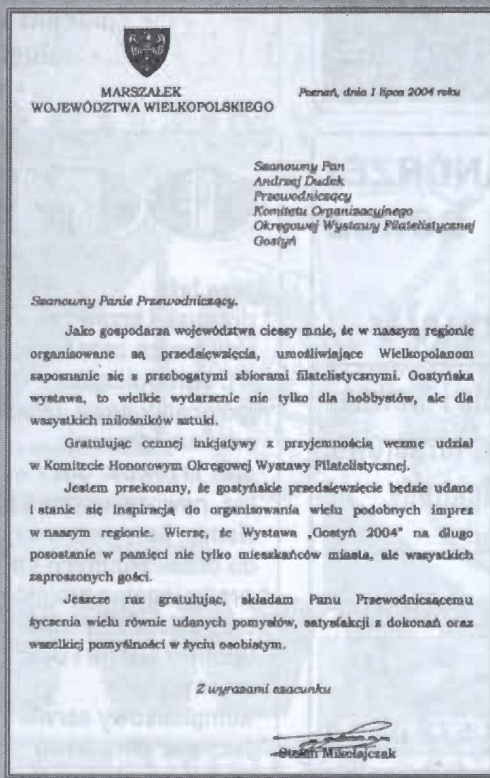 MARSZAŁEK
WOJEWÓDZTWA WIELKOPOLSKIEGO
Poznań, dnia 1 lipca 2004 roku
Szanowny Pan
Andrzej Dudek
Przewodniczący
Komitetu Organizacyjnego
Okręgowej Wystawy Filatelistycznej
Gostyń
Szanowny Panie Przewodniczący.
Jako gospodarza województwa cieszy mnie, że w naszym regionie
organizowane są przedsięwzięcia, umożliwiające Wielkopolanom
zapoznanie się z przebogatymi zbiorami filatelistycznymi. Gostyńska
wystawa, to wielkie wydarzenie nie tylko dla hobbystów, ale dla
wszystkich miłośników sztuki.
Gratulując cennej inicjatywy z przyjemnością wezmę udział
w Komitecie Honorowym Okręgowej Wystawy Filatelistycznej.
Jestem przekonany, że gostyńskie przedsięwzięcie będzie udane
i stanie się inspiracją do organizowania wielu podobnych imprez
w naszym regionie. Wierzę, że Wystawa „Gostyń 2004" na długo
pozostanie w pamięci nie tylko mieszkańców miasta, ale wszystkich
zaproszonych gości.
Jeszcze raz gratulując, składam Panu Przewodniczącemu
życzenia wielu równie udanych pomysłów, satysfakcji z dokonań oraz
wszelkiej pomyślności w życiu osobistym.
Z wyrazami szacunku
Stefan Mikołajczak